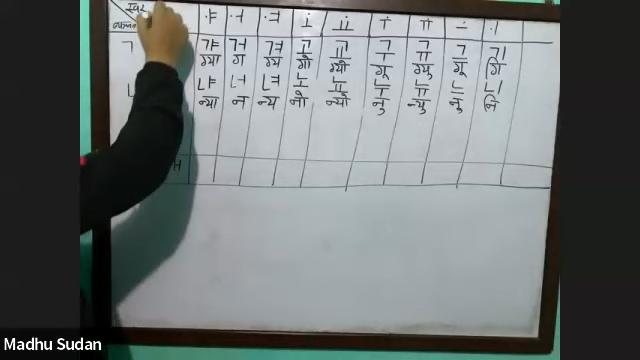 स्वर ㅑ ㅓ ㅕ ㅗ ㅛ ㅜ ㅠ ㅡ ㅣ
ㄱ 갸 거 겨 고 교 구 규 그 기
ग्या ग ग्य गो ग्यो गू ग्यु गू गि
ㄴ 냐 너 녀 노 뇨 누 뉴 느 니
न्या न न्य नो न्यो नु न्यु नु नि
Madhu Sudan